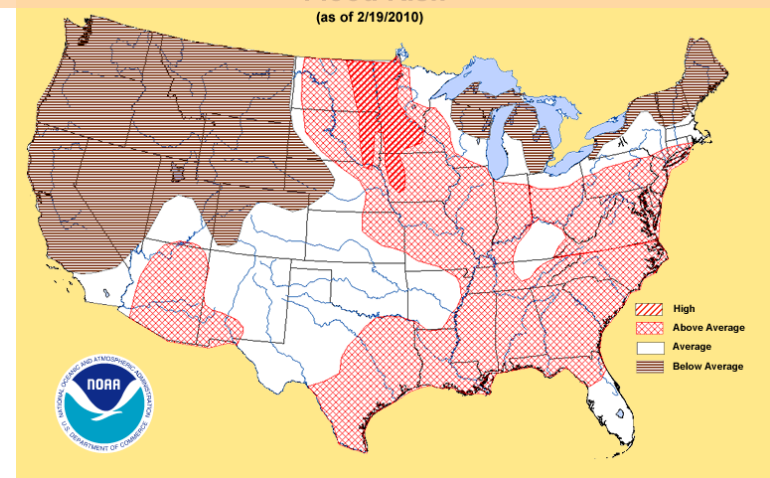 (as of 2/19/2010)
High
Above Average
Average
Below Average
NATIONAL OCEANIC AND ATMOSPHERIC ADMINISTRATION
NOAA
U.S. DEPARTMENT OF COMMERCE